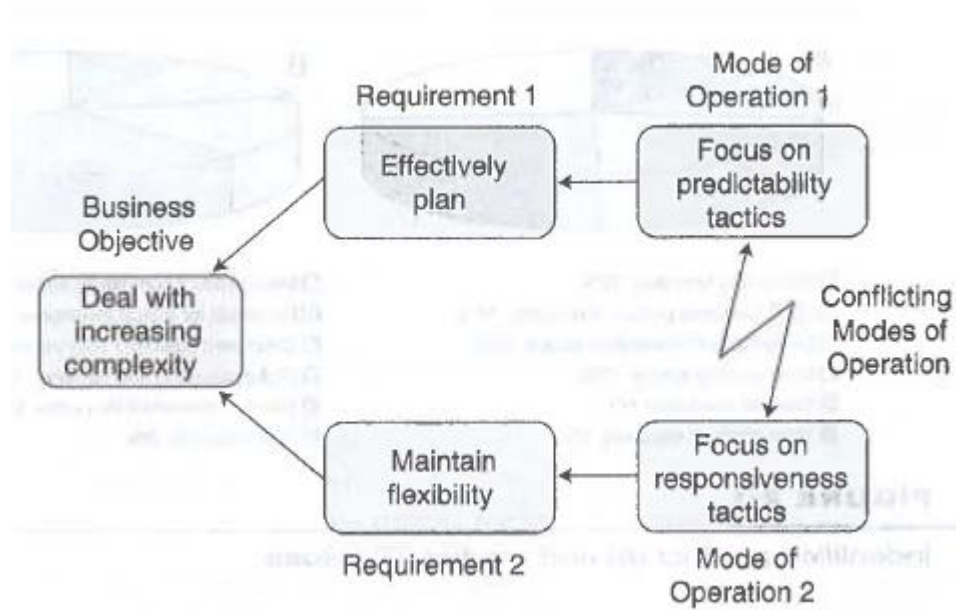 Mode of
Operation 1
Requirement 1
Effectively
plan
Focus on
predictability
tactics
Business
Objective
Deal with
increasing
complexity
Conflicting
Modes of
Operation
Maintain
flexibility
Focus on
responsiveness
tactics
FIGURE
Requirement 2
Mode of
Operation 2